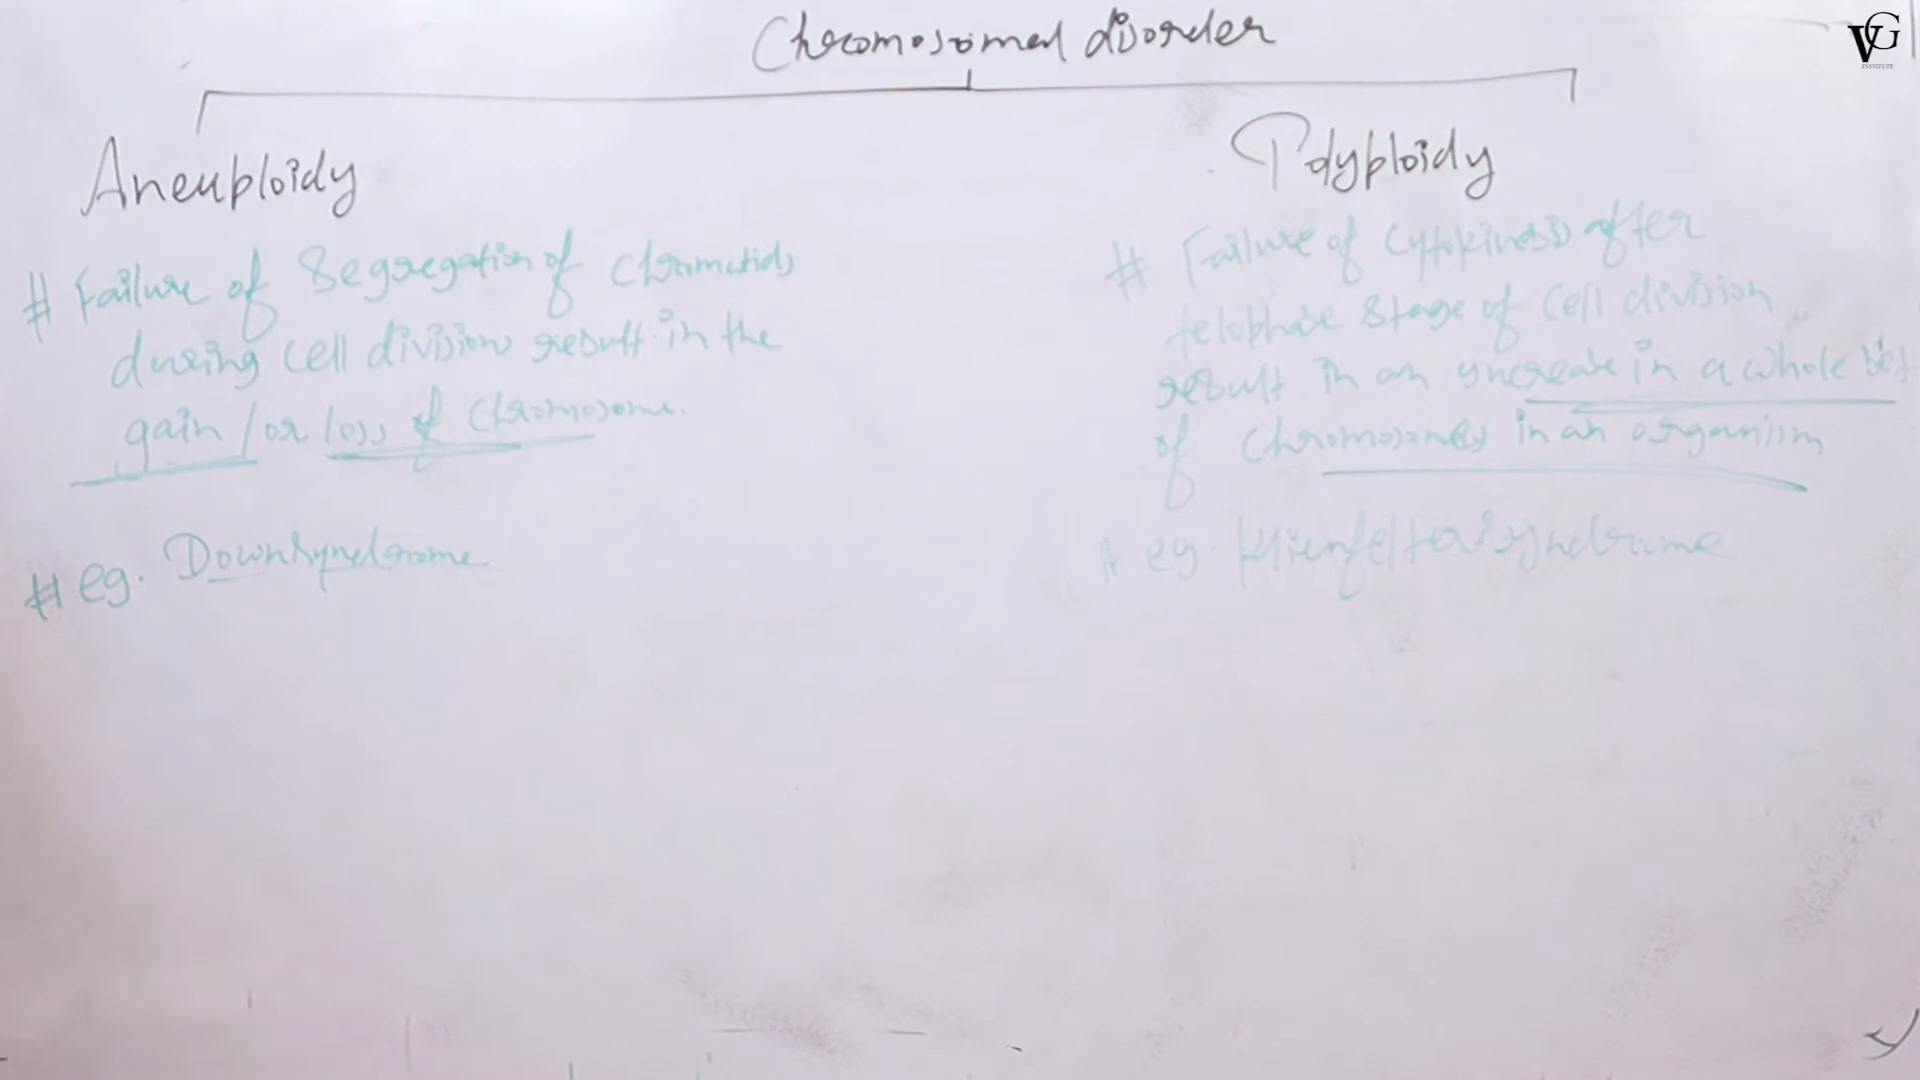 Chromosomal disorder
VG
INSTITUTE
Aneuploidy
# Failure of Segregation of Chromatids
during cell division result in the
gain / or loss of Chromosome.
# eg. Down Syndrome
Polyploidy
# Failure of Cytokinesis after
telophase Stage of Cell division
result in an increase in a whole Set
of Chromosomes in an organism
# eg. Klienfelter Syndrome